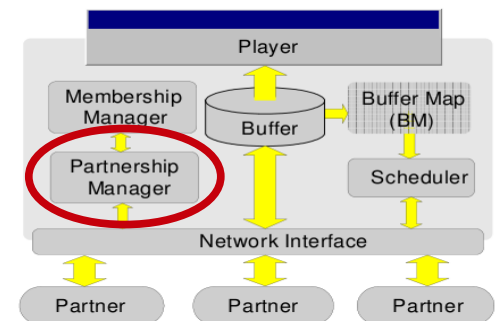 Player
Membership
Manager
Buffer
Buffer Map
(BM)
Partnership
Manager
Scheduler
Network Interface
Partner
Partner
Partner